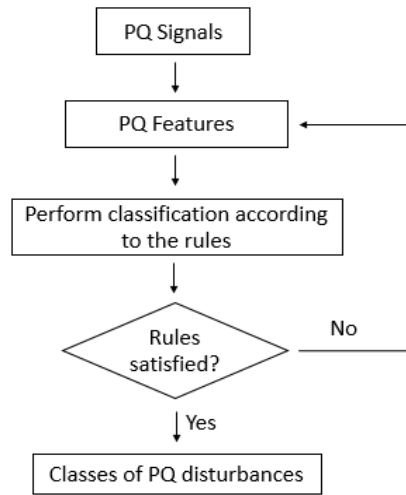 PQ Signals
PQ Features
Perform classification according
to the rules
Rules
satisfied?
No
Yes
Classes of PQ disturbances